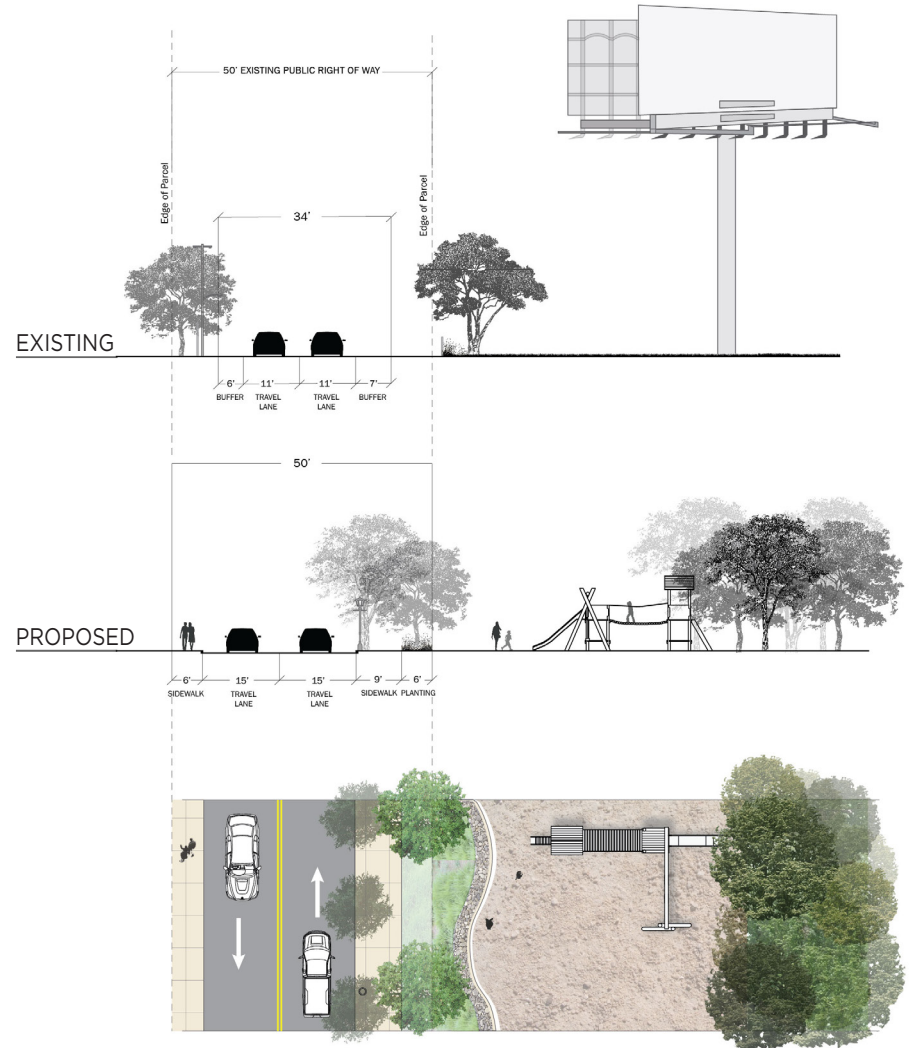 50' EXISTING PUBLIC RIGHT OF WAY
Edge of Parcel
Edge of Parcel
34'
EXISTING
6' 11' 11' 7'
BUFFER TRAVEL LANE TRAVEL LANE BUFFER
50'
PROPOSED
6' 15' 15' 9' 6'
SIDEWALK TRAVEL LANE TRAVEL LANE SIDEWALK PLANTING